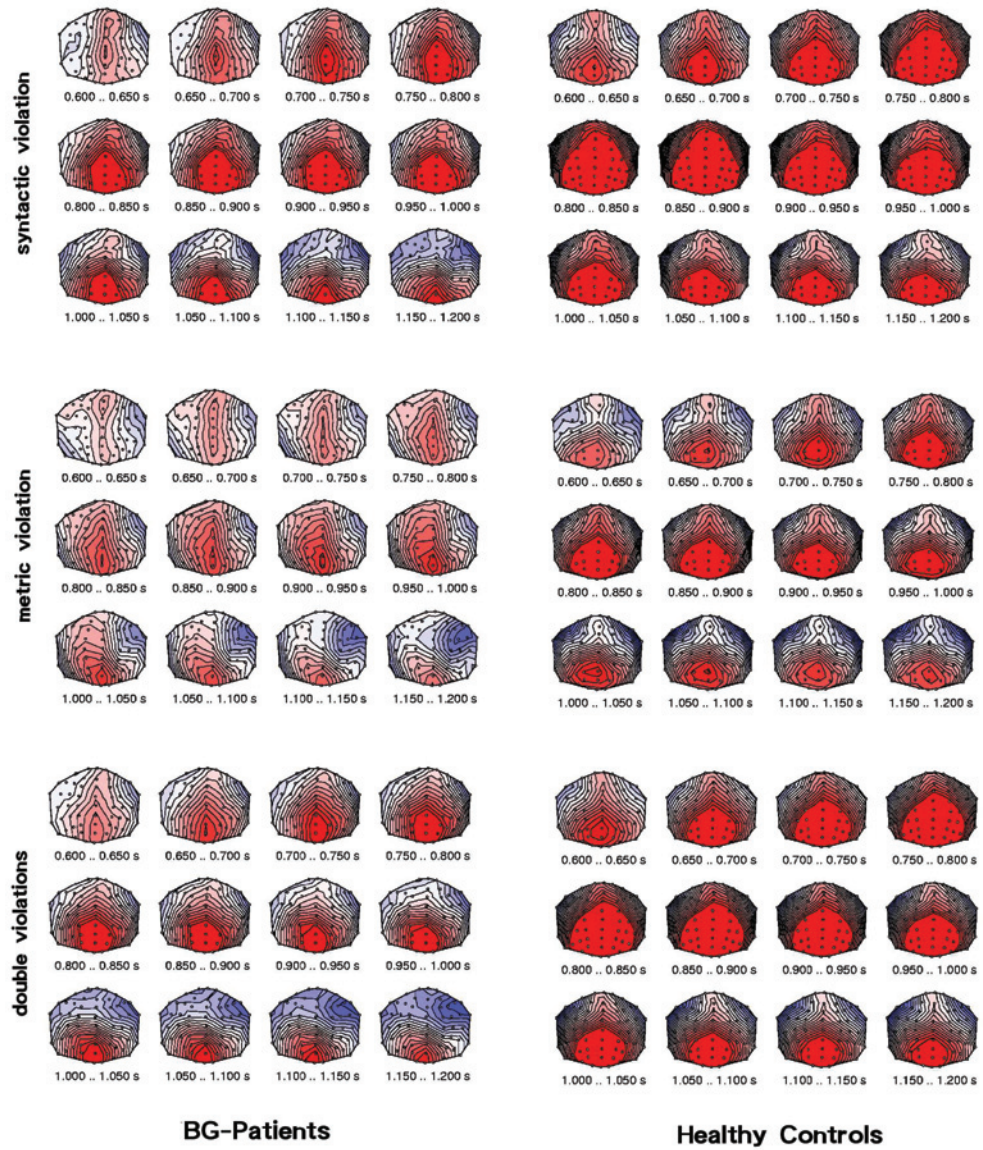 syntactic violation
0.600 .. 0.650 s 0.650 .. 0.700 s 0.700 .. 0.750 s 0.750 .. 0.800 s 0.600 .. 0.650 s 0.650 .. 0.700 s 0.700 .. 0.750 s 0.750 .. 0.800 s
0.800 .. 0.850 s 0.850 .. 0.900 s 0.900 .. 0.950 s 0.950 .. 1.000 s 0.800 .. 0.850 s 0.850 .. 0.900 s 0.900 .. 0.950 s 0.950 .. 1.000 s
1.000 .. 1.050 s 1.050 .. 1.100 s 1.100 .. 1.150 s 1.150 .. 1.200 s 1.000 .. 1.050 s 1.050 .. 1.100 s 1.100 .. 1.150 s 1.150 .. 1.200 s
metric violation
0.600 .. 0.650 s 0.650 .. 0.700 s 0.700 .. 0.750 s 0.750 .. 0.800 s 0.600 .. 0.650 s 0.650 .. 0.700 s 0.700 .. 0.750 s 0.750 .. 0.800 s
0.800 .. 0.850 s 0.850 .. 0.900 s 0.900 .. 0.950 s 0.950 .. 1.000 s 0.800 .. 0.850 s 0.850 .. 0.900 s 0.900 .. 0.950 s 0.950 .. 1.000 s
1.000 .. 1.050 s 1.050 .. 1.100 s 1.100 .. 1.150 s 1.150 .. 1.200 s 1.000 .. 1.050 s 1.050 .. 1.100 s 1.100 .. 1.150 s 1.150 .. 1.200 s
double violations
0.600 .. 0.650 s 0.650 .. 0.700 s 0.700 .. 0.750 s 0.750 .. 0.800 s 0.600 .. 0.650 s 0.650 .. 0.700 s 0.700 .. 0.750 s 0.750 .. 0.800 s
0.800 .. 0.850 s 0.850 .. 0.900 s 0.900 .. 0.950 s 0.950 .. 1.000 s 0.800 .. 0.850 s 0.850 .. 0.900 s 0.900 .. 0.950 s 0.950 .. 1.000 s
1.000 .. 1.050 s 1.050 .. 1.100 s 1.100 .. 1.150 s 1.150 .. 1.200 s 1.000 .. 1.050 s 1.050 .. 1.100 s 1.100 .. 1.150 s 1.150 .. 1.200 s
BG-Patients Healthy Controls